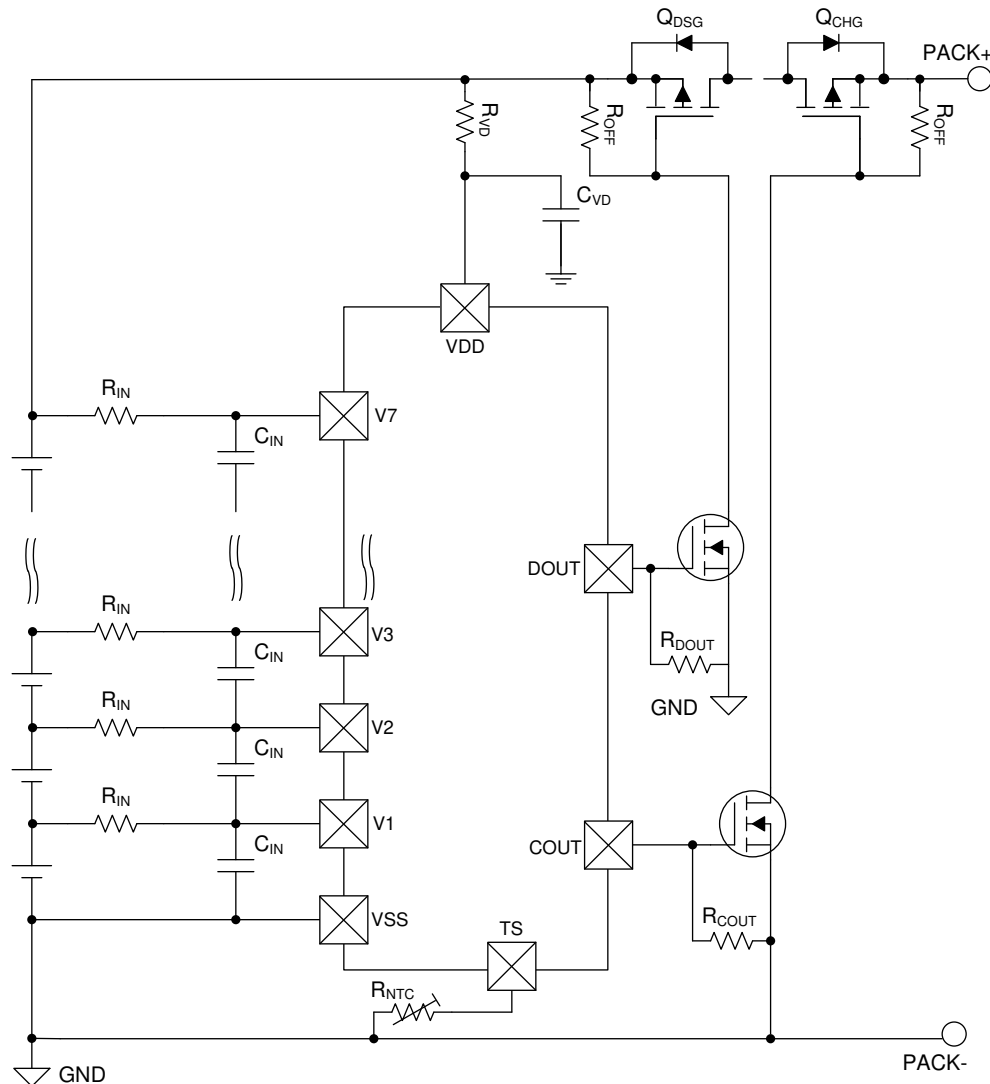 QDSG
QCHG
PACK+
RVD
ROFF
ROFF
CVD
VDD
RIN
V7
CIN
DOUT
RIN
V3
CIN
RDOUT
GND
RIN
V2
CIN
RIN
V1
CIN
COUT
VSS
TS
RCOUT
RNTC
GND
PACK-